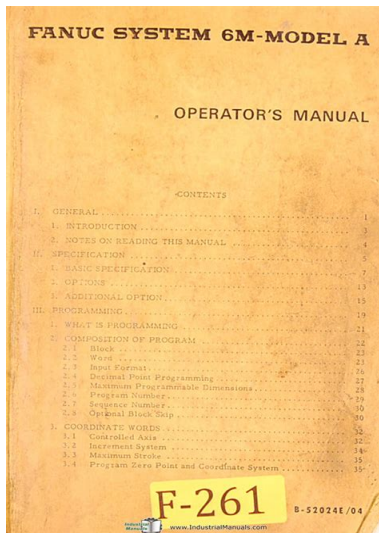 FANUC SYSTEM 6M-MODEL A
OPERATOR'S MANUAL
CONTENTS
I. GENERAL 1
1. INTRODUCTION 3
2. NOTES ON READING THIS MANUAL 4
II. SPECIFICATION 5
1. BASIC SPECIFICATION 7
2. OPTIONS 13
3. ADDITIONAL OPTION 15
III. PROGRAMMING 19
1. WHAT IS PROGRAMMING 21
2. COMPOSITION OF PROGRAM 22
2.1 Block 23
2.2 Word 23
2.3 Input Format 26
2.4 Decimal Point Programming 27
2.5 Maximum Programmable Dimensions 28
2.6 Program Number 30
2.7 Sequence Number 30
2.8 Optional Block Skip 30
3. COORDINATE WORDS 32
3.1 Controlled Axis 32
3.2 Increment System 34
3.3 Maximum Stroke 35
3.4 Program Zero Point and Coordinate System 35
F-261
B-52024E/04
Industrial Manuals
www.IndustrialManuals.com